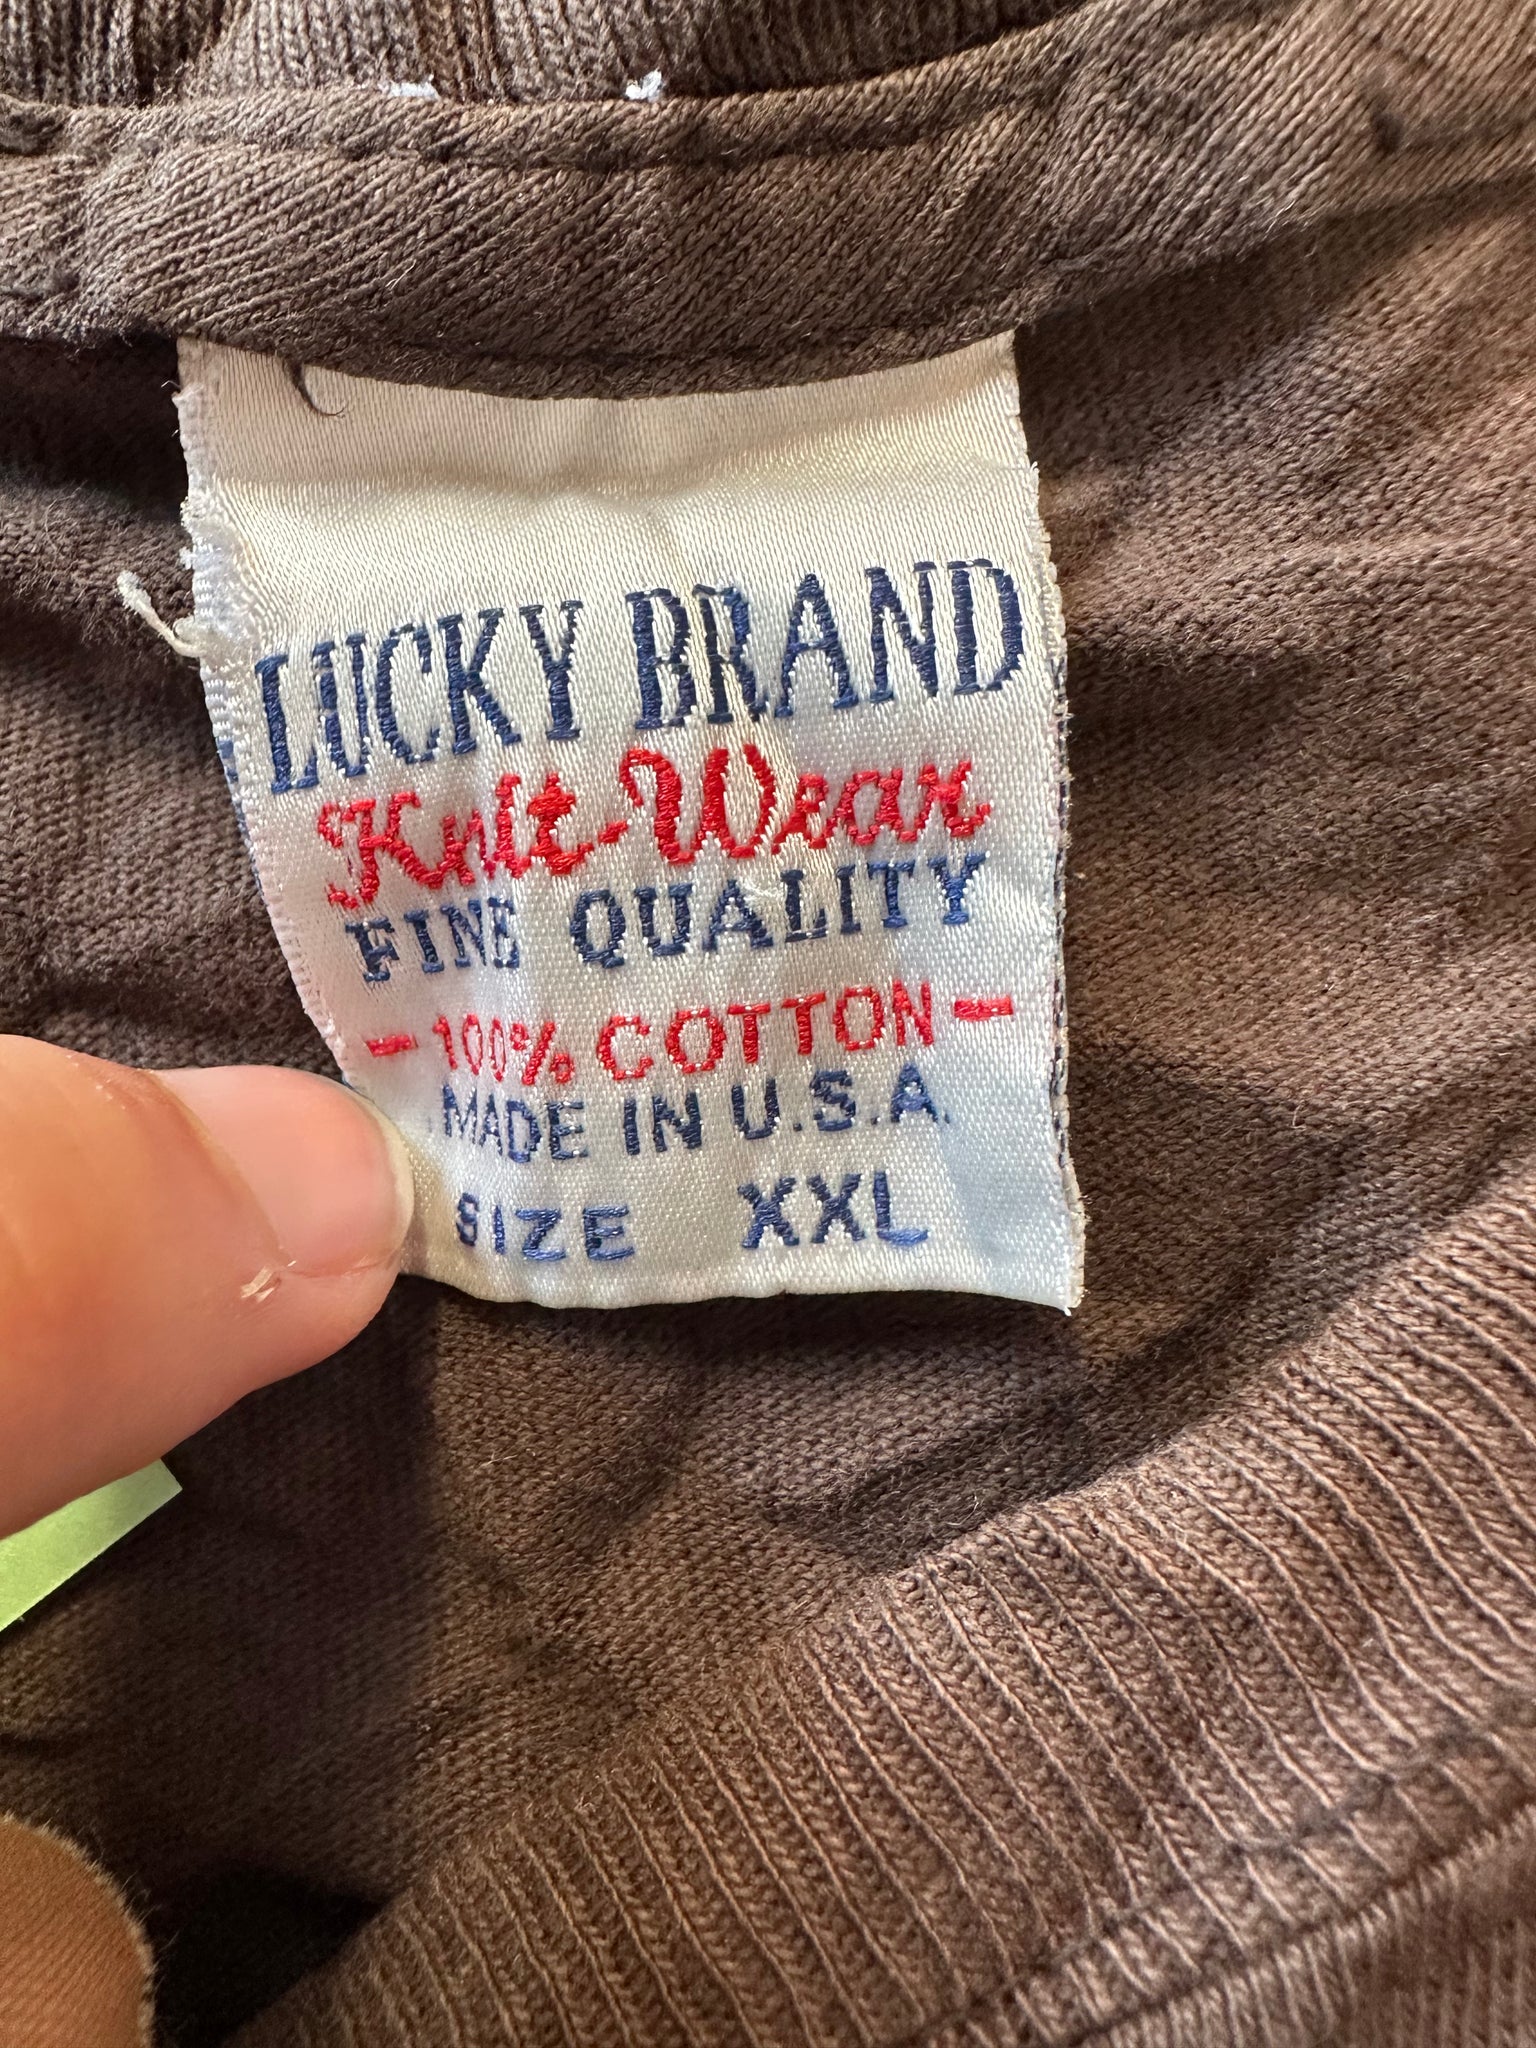 LUCKY BRAND
Knit-Wear
FINE QUALITY
-100% COTTON-
MADE IN U.S.A.
SIZE XXL